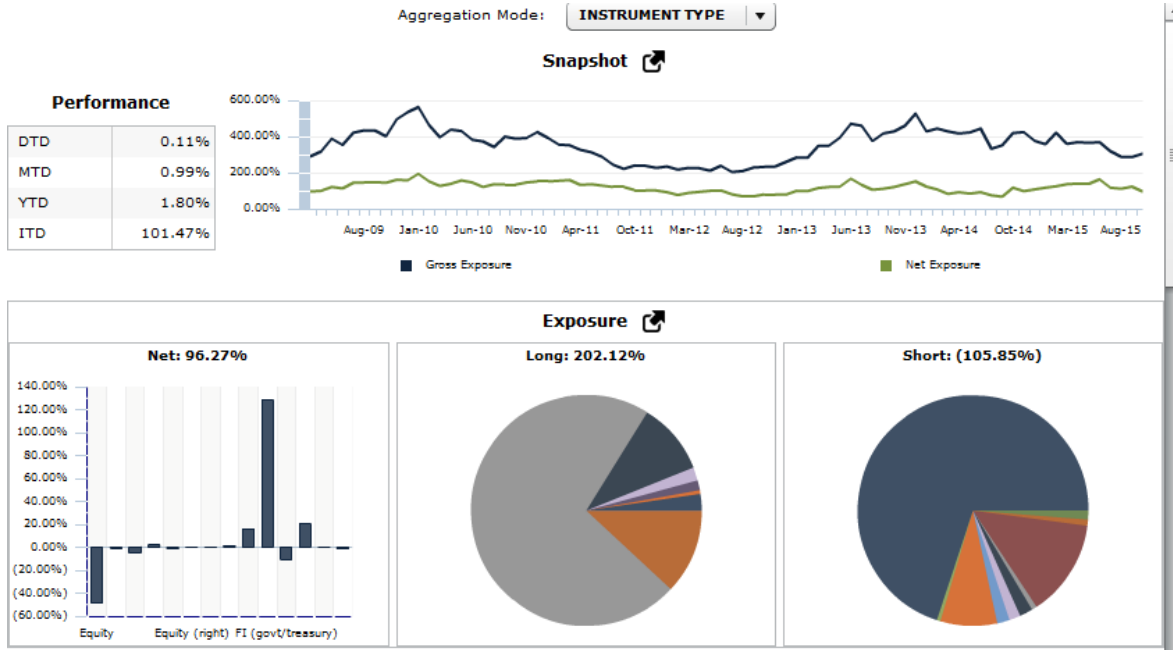 Aggregation Mode: INSTRUMENT TYPE
Snapshot
Performance
DTD 0.11%
MTD 0.99%
YTD 1.80%
ITD 101.47%
600.00%
400.00%
200.00%
0.00%
Aug-09 Jan-10 Jun-10 Nov-10 Apr-11 Oct-11 Mar-12 Aug-12 Jan-13 Jun-13 Nov-13 Apr-14 Oct-14 Mar-15 Aug-15
Gross Exposure Net Exposure
Exposure
Net: 96.27%
140.00%
120.00%
100.00%
80.00%
60.00%
40.00%
20.00%
0.00%
(20.00%)
(40.00%)
(60.00%)
Equity Equity (right) FI (govt/treasury)
Long: 202.12%
Short: (105.85%)